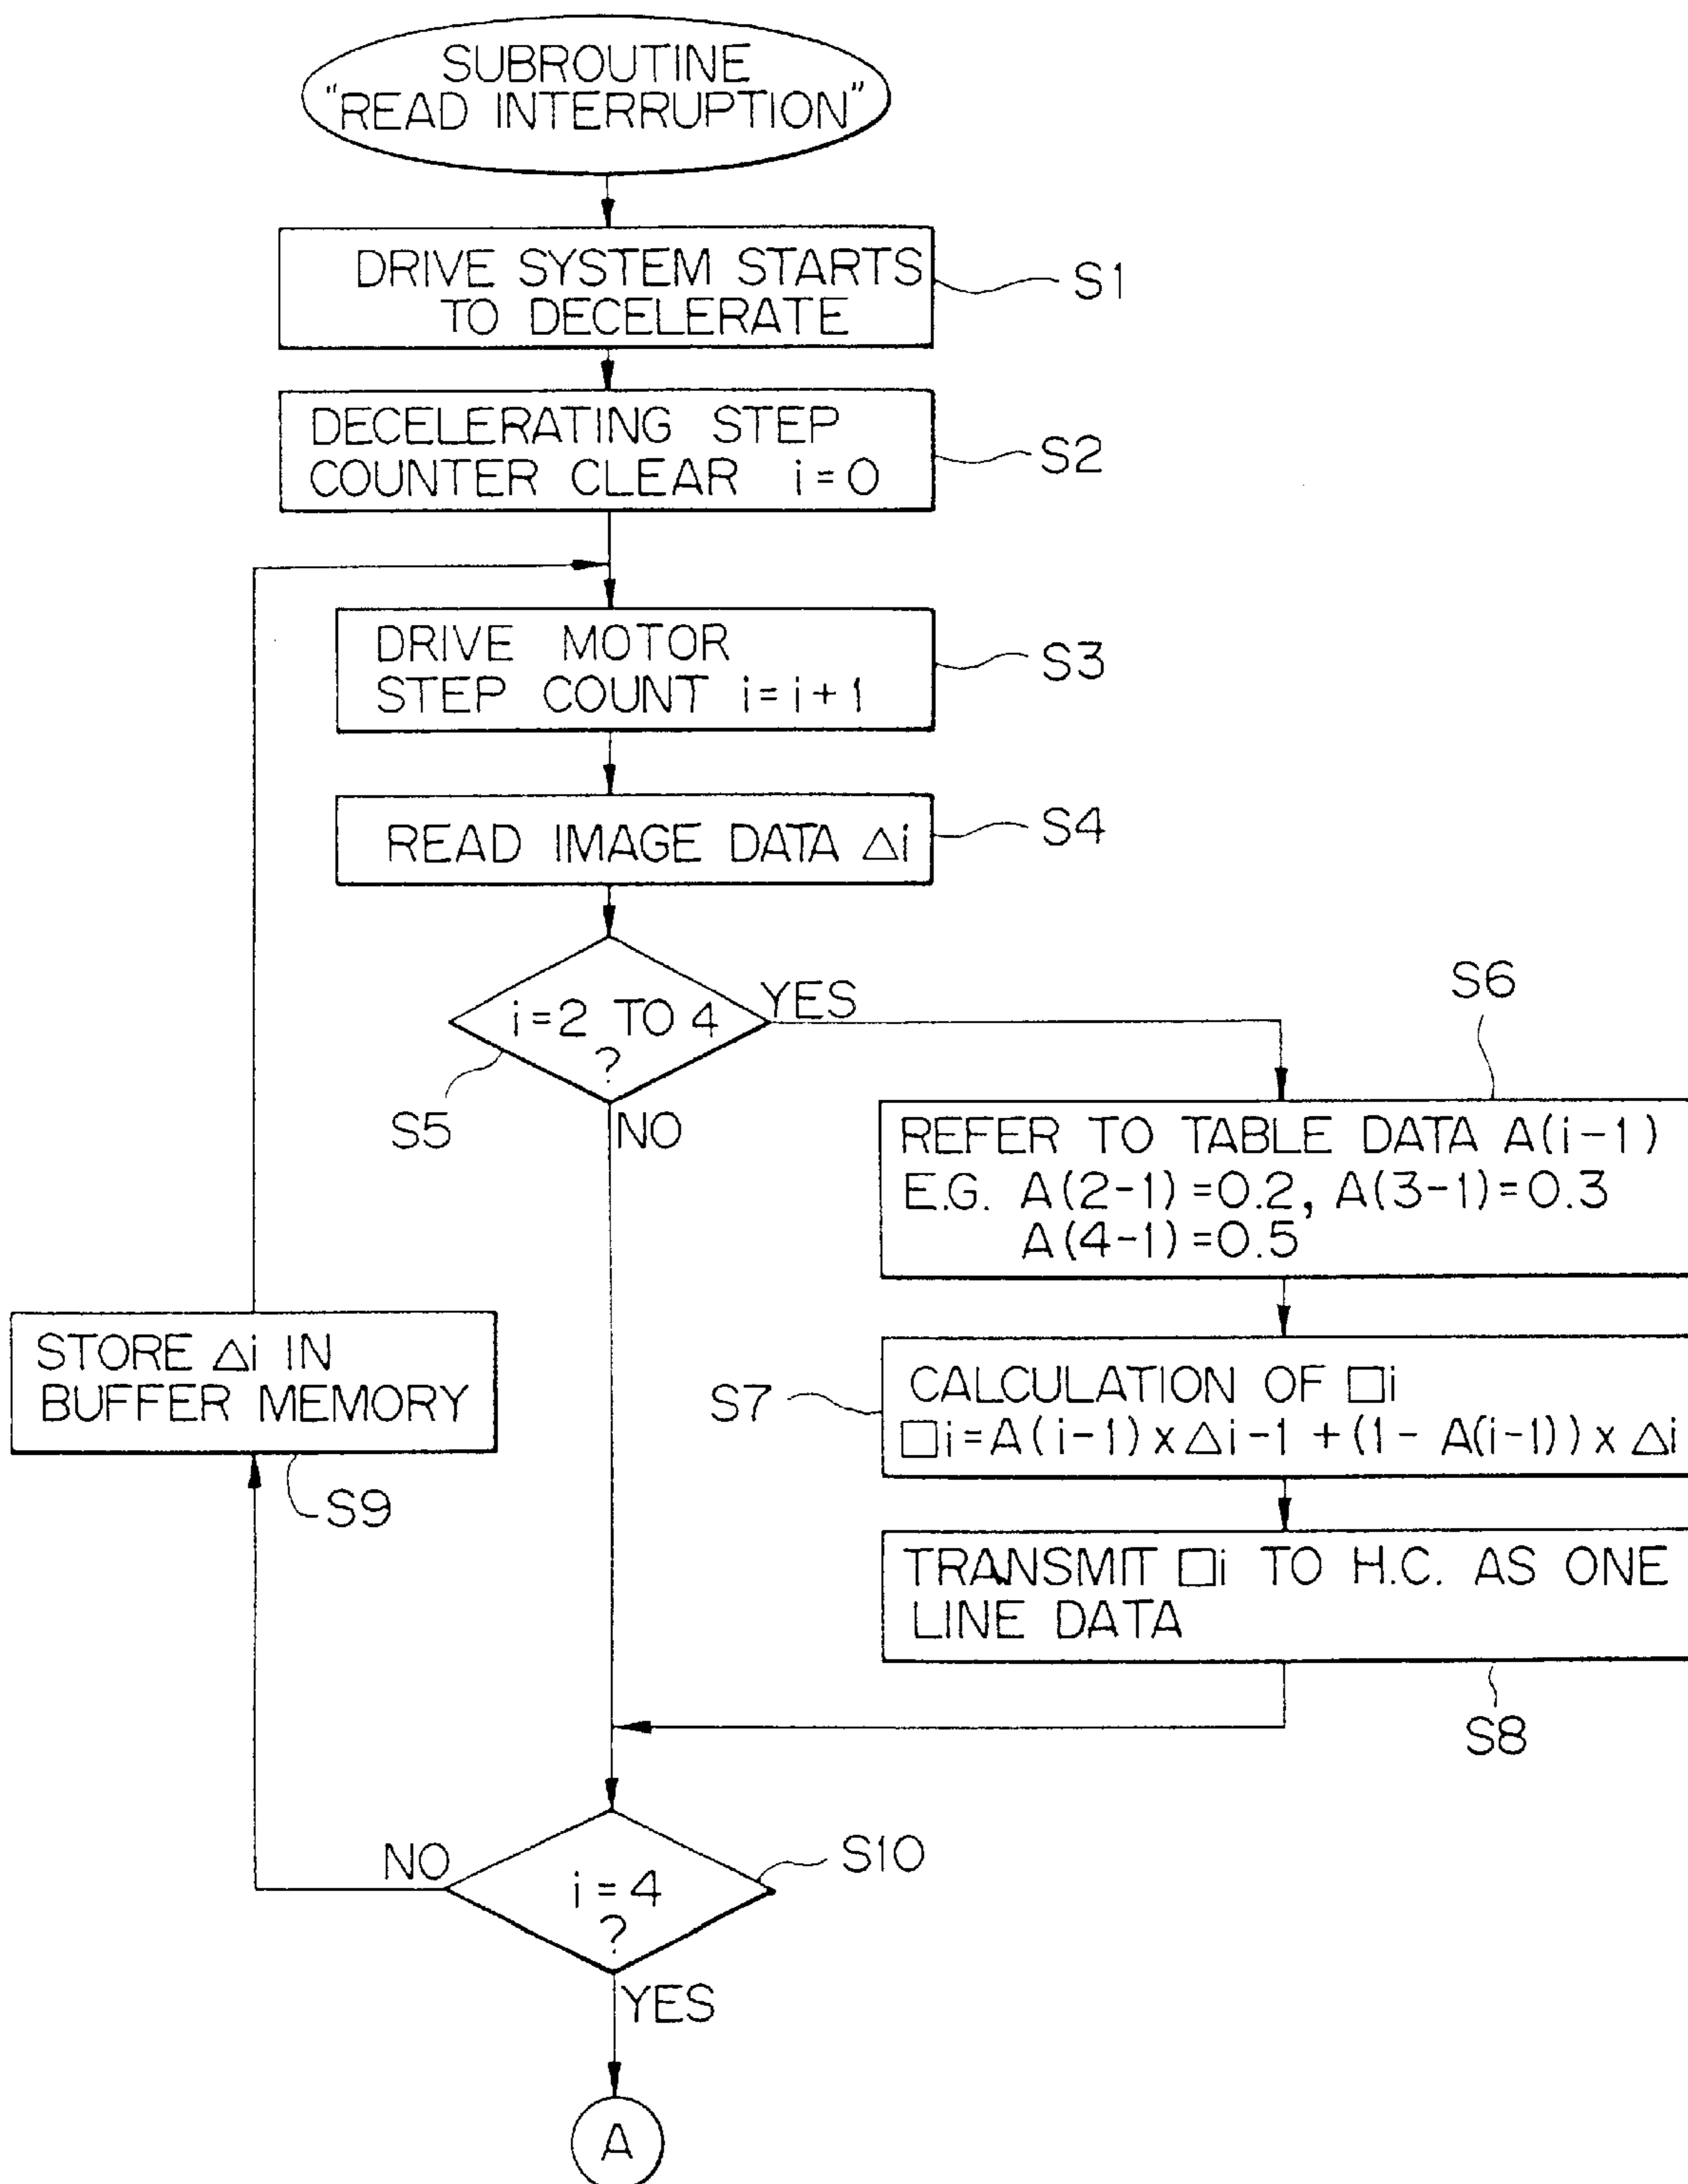 SUBROUTINE
"READ INTERRUPTION"
DRIVE SYSTEM STARTS
TO DECELERATE
S1
DECELERATING STEP
COUNTER CLEAR i=0
S2
DRIVE MOTOR
STEP COUNT i=i+1
S3
READ IMAGE DATA △i
S4
i=2 TO 4
?
YES
S5
NO
S6
REFER TO TABLE DATA A(i-1)
E.G. A(2-1)=0.2, A(3-1)=0.3
A(4-1)=0.5
S7
CALCULATION OF □i
□i=A(i-1)x△i-1+(1-A(i-1))x△i
TRANSMIT □i TO H.C. AS ONE
LINE DATA
S8
STORE △i IN
BUFFER MEMORY
S9
NO
i=4
?
S10
YES
A